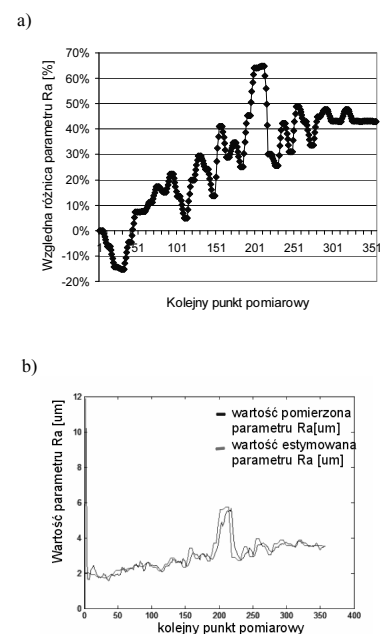 a)
70%
60%
50%
40%
30%
20%
10%
0%
-10%
-20%
1 51 101 151 201 251 301 351
Względna różnica parametru Ra [%]
Kolejny punkt pomiarowy
b)
12
10
8
6
4
2
0
0 50 100 150 200 250 300 350 400
Wartość parametru Ra [um]
wartość pomierzona
parametru Ra[um]
wartość estymowana
parametru Ra [um]
kolejny punkt pomiarowy